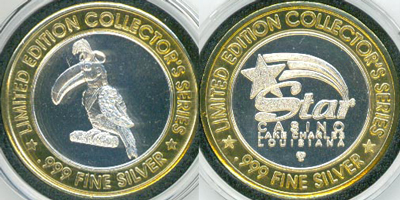 LIMITED EDITION COLLECTOR'S SERIES
.999 FINE SILVER
LIMITED EDITION COLLECTOR'S SERIES
Star
CASINO
LAKE CHARLES
LOUISIANA
.999 FINE SILVER